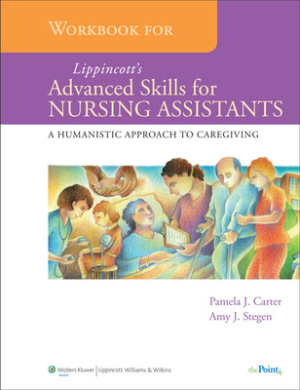 WORKBOOK FOR
Lippincott's
Advanced Skills for
NURSING ASSISTANTS
A HUMANISTIC APPROACH TO CAREGIVING
Pamela J. Carter
Amy J. Stegen
Wolters Kluwer | Lippincott Williams & Wilkins
thePoint